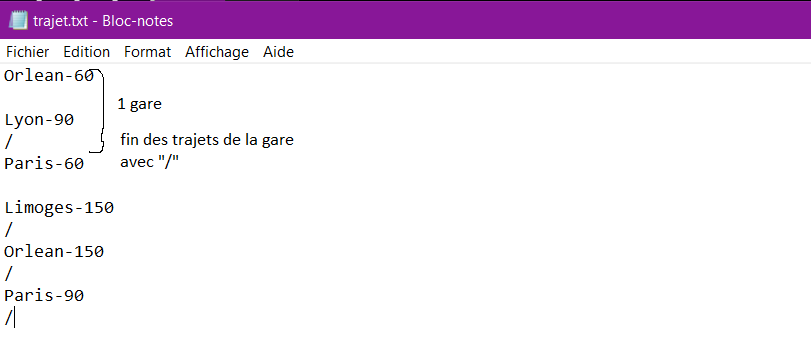 trajet.txt - Bloc-notes
Fichier Edition Format Affichage Aide
Orlean-60
1 gare
Lyon-90
/
fin des trajets de la gare
avec "/"
Paris-60
Limoges-150
/
Orlean-150
/
Paris-90
/